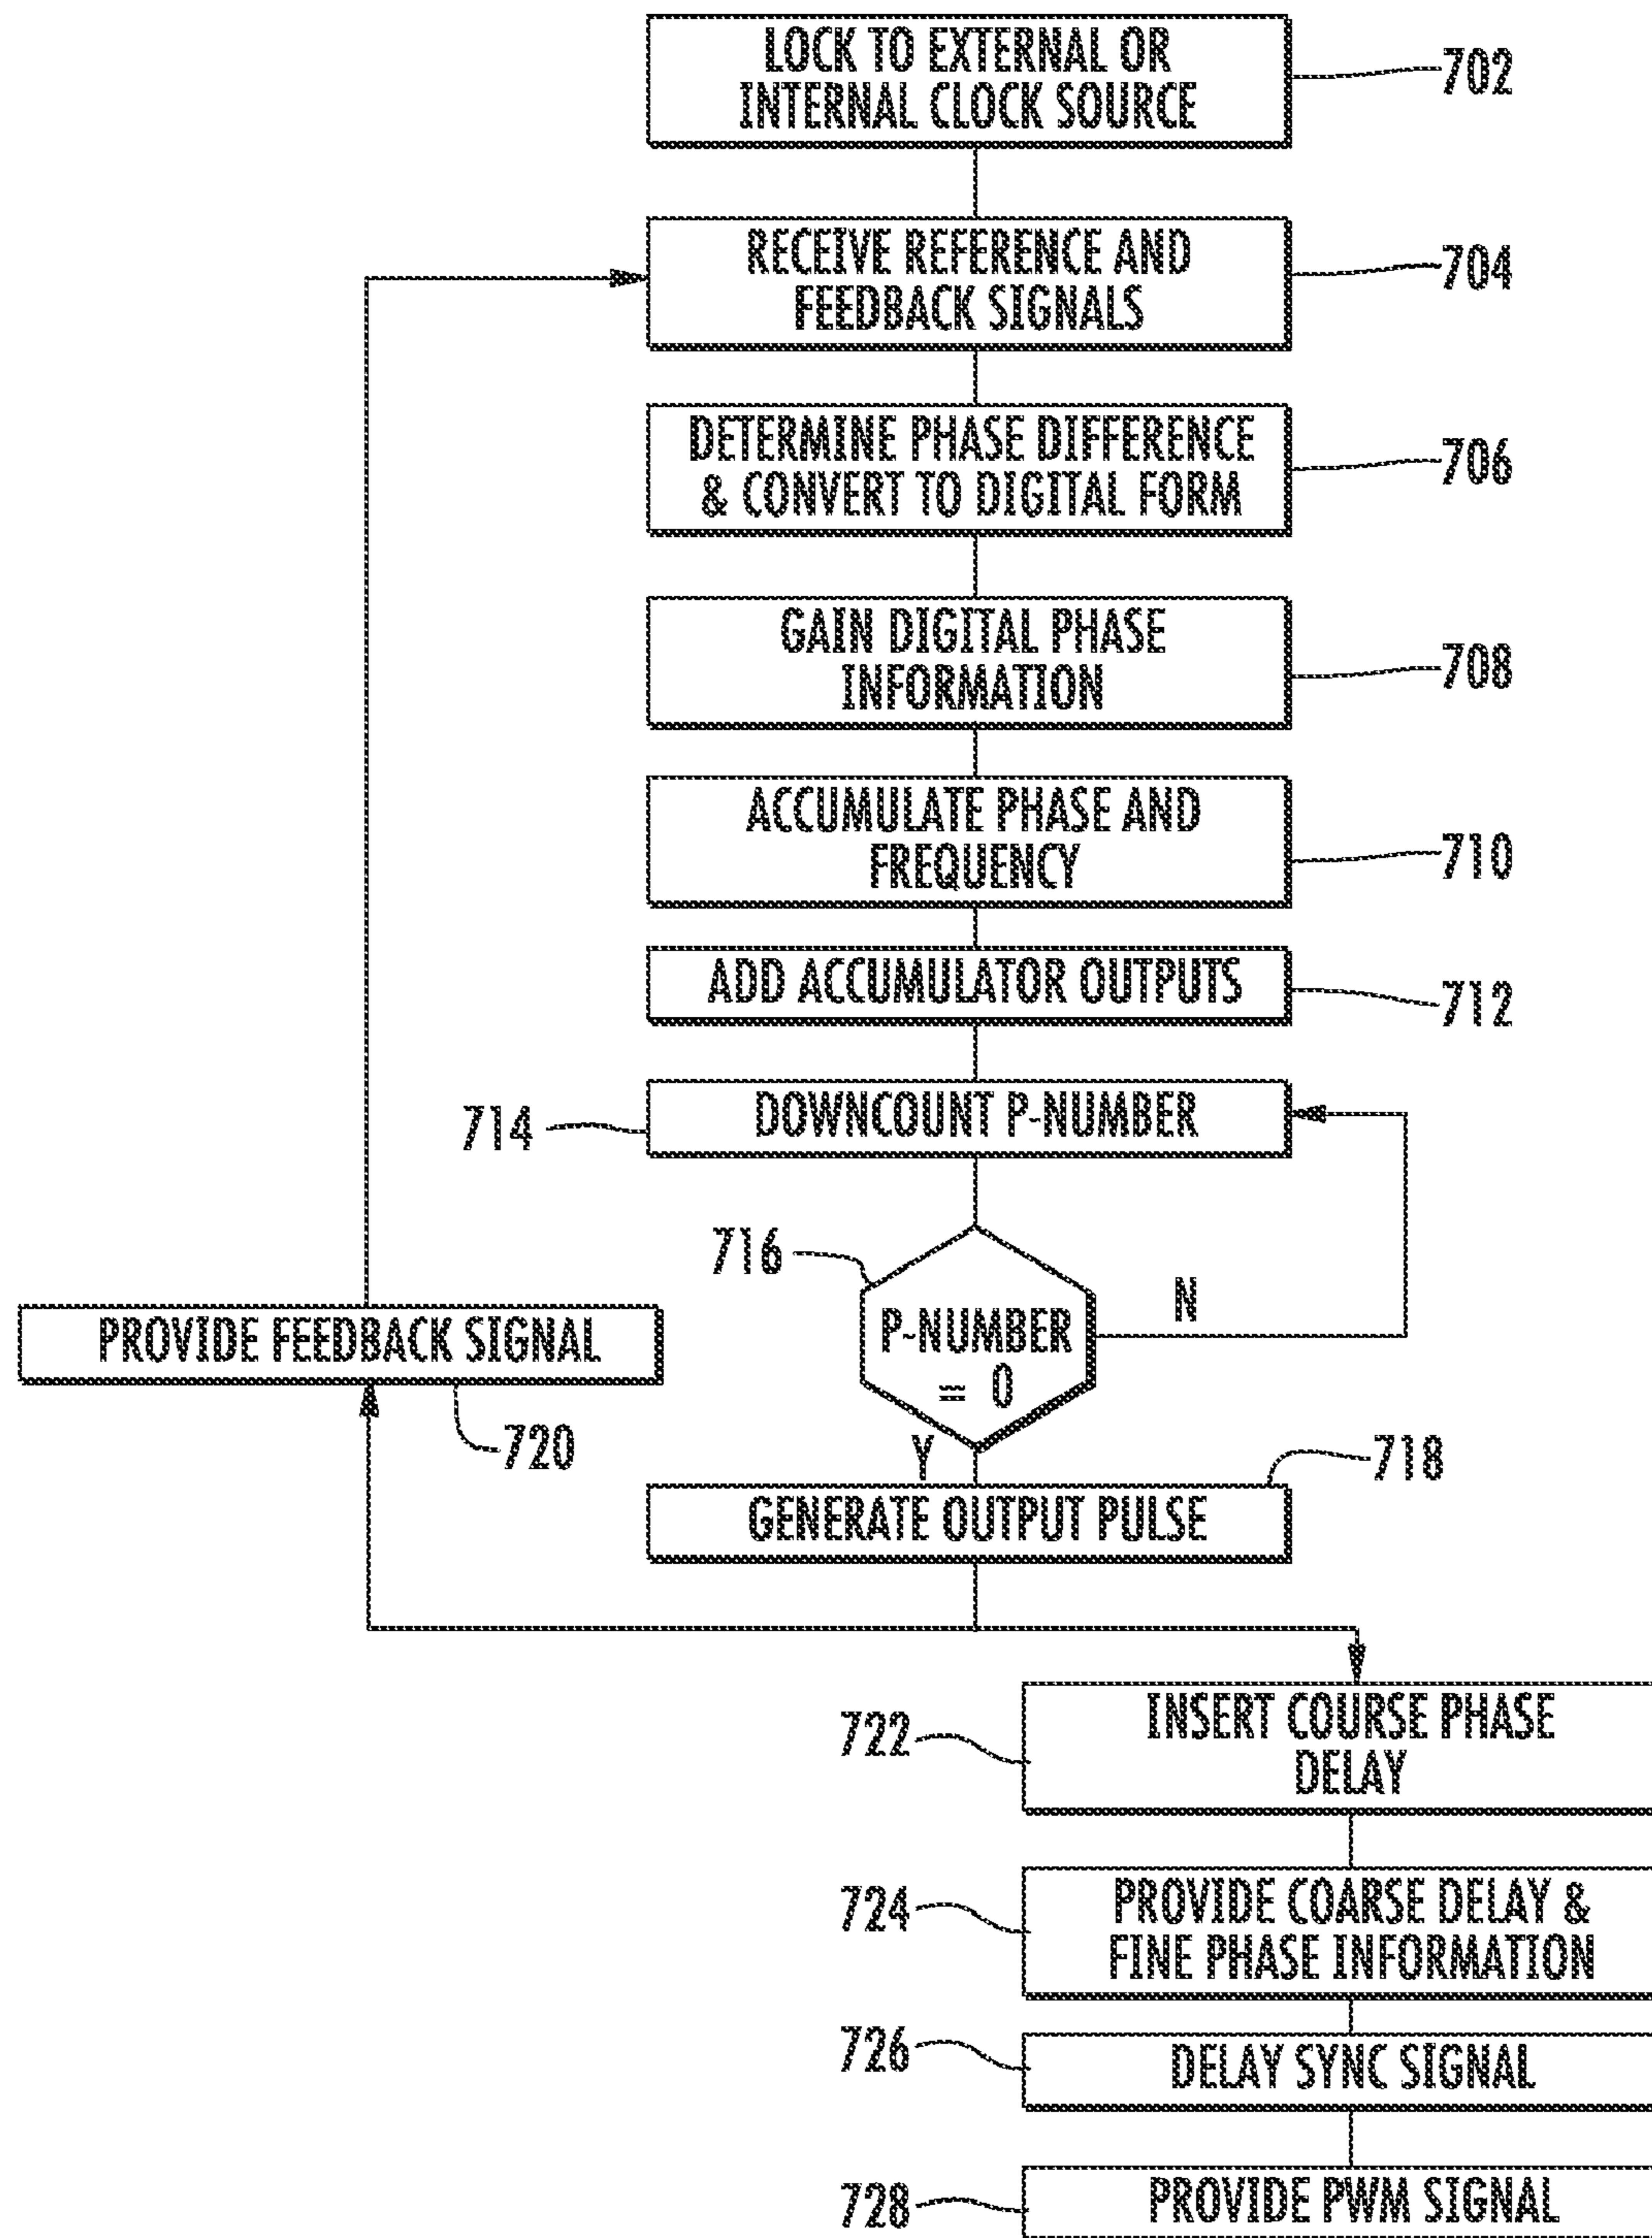 LOCK TO EXTERNAL OR
INTERNAL CLOCK SOURCE
702
RECEIVE REFERENCE AND
FEEDBACK SIGNALS
704
DETERMINE PHASE DIFFERENCE
& CONVERT TO DIGITAL FORM
706
GAIN DIGITAL PHASE
INFORMATION
708
ACCUMULATE PHASE AND
FREQUENCY
710
ADD ACCUMULATOR OUTPUTS
712
714
DOWNCOUNT P-NUMBER
716
P-NUMBER
= 0
N
Y
PROVIDE FEEDBACK SIGNAL
720
718
GENERATE OUTPUT PULSE
722
INSERT COURSE PHASE
DELAY
724
PROVIDE COARSE DELAY &
FINE PHASE INFORMATION
726
DELAY SYNC SIGNAL
728
PROVIDE PWM SIGNAL